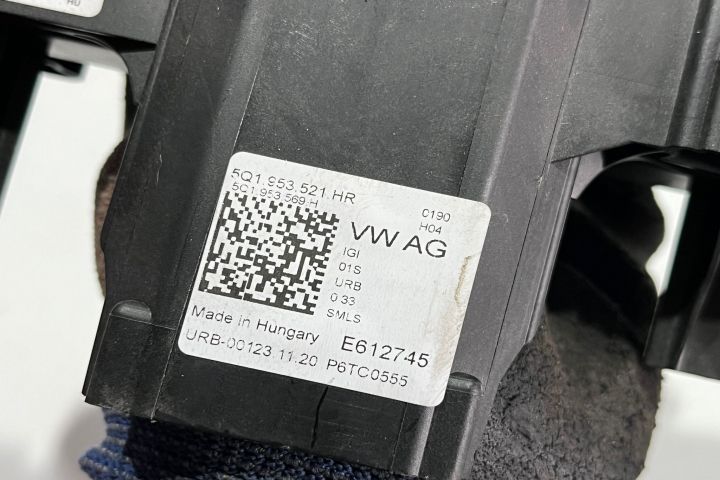 5Q1.953.521.HR
5C1.953.569.H
C190
H04
VW AG
IGI
01S
URB
0.33
SMLS
Made in Hungary
E612745
URB-00123.11.20 P6TC0555